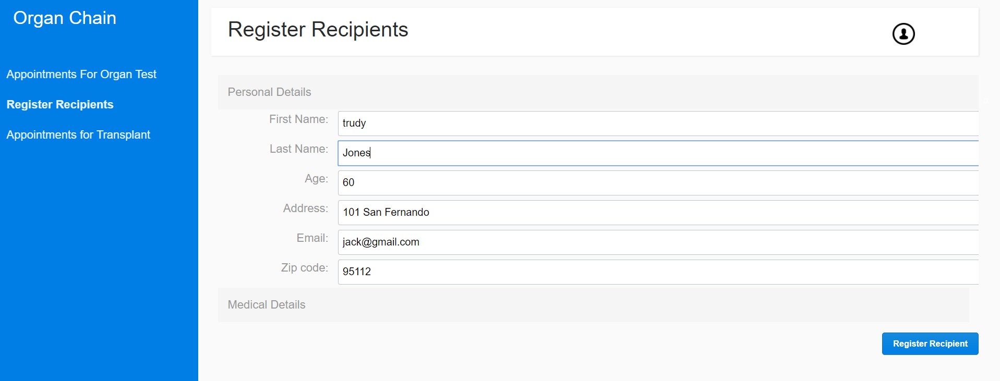 Organ Chain
Appointments For Organ Test
Register Recipients
Appointments for Transplant
Register Recipients
Personal Details
First Name: trudy
Last Name: Jones
Age: 60
Address: 101 San Fernando
Email: jack@gmail.com
Zip code: 95112
Medical Details
Register Recipient